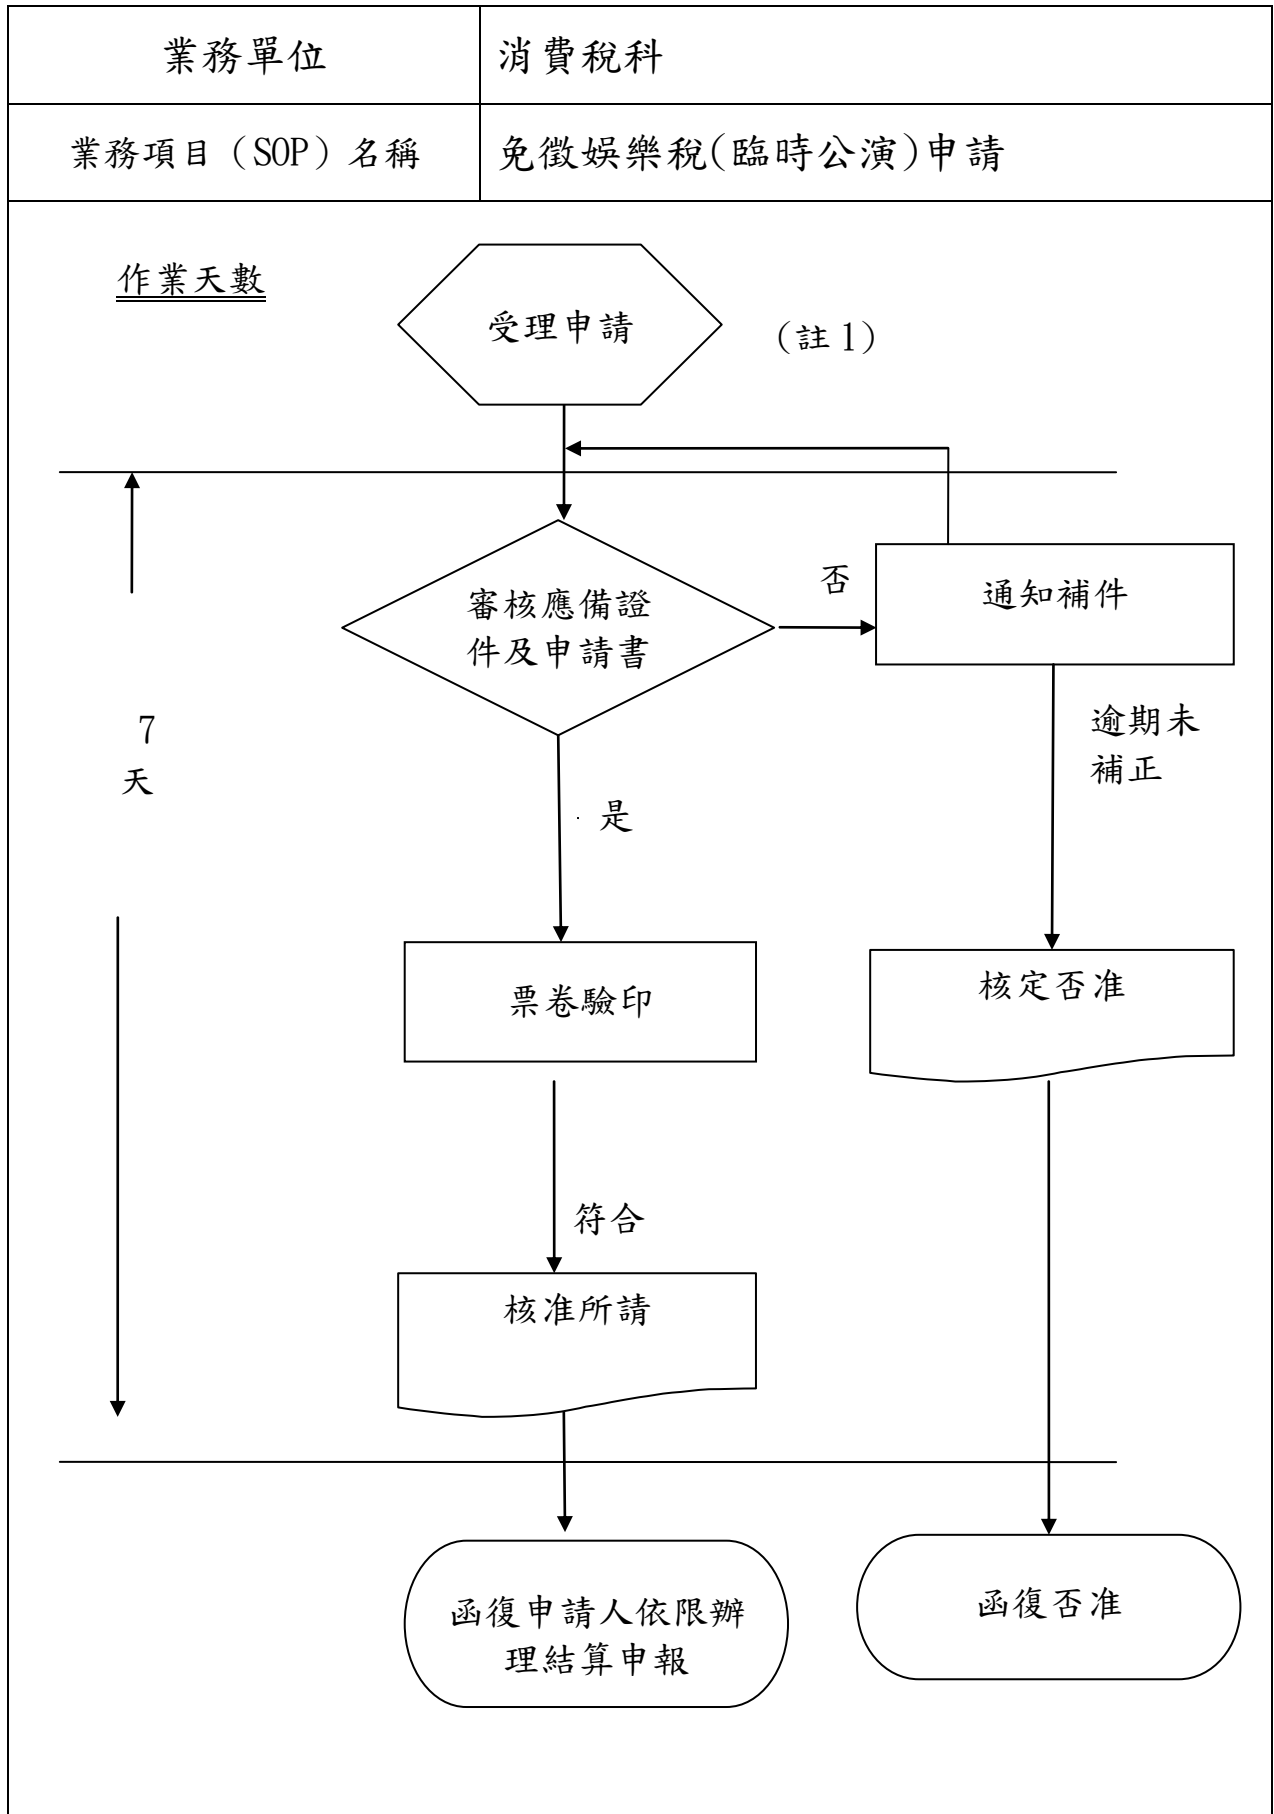 業務單位
消費稅科
業務項目（SOP）名稱
免徵娛樂稅(臨時公演)申請
作業天數
受理申請
(註1)
審核應備證
件及申請書
否
通知補件
7
天
逾期未
補正
是
票卷驗印
核定否准
符合
核准所請
函復申請人依限辦
理結算申報
函復否准